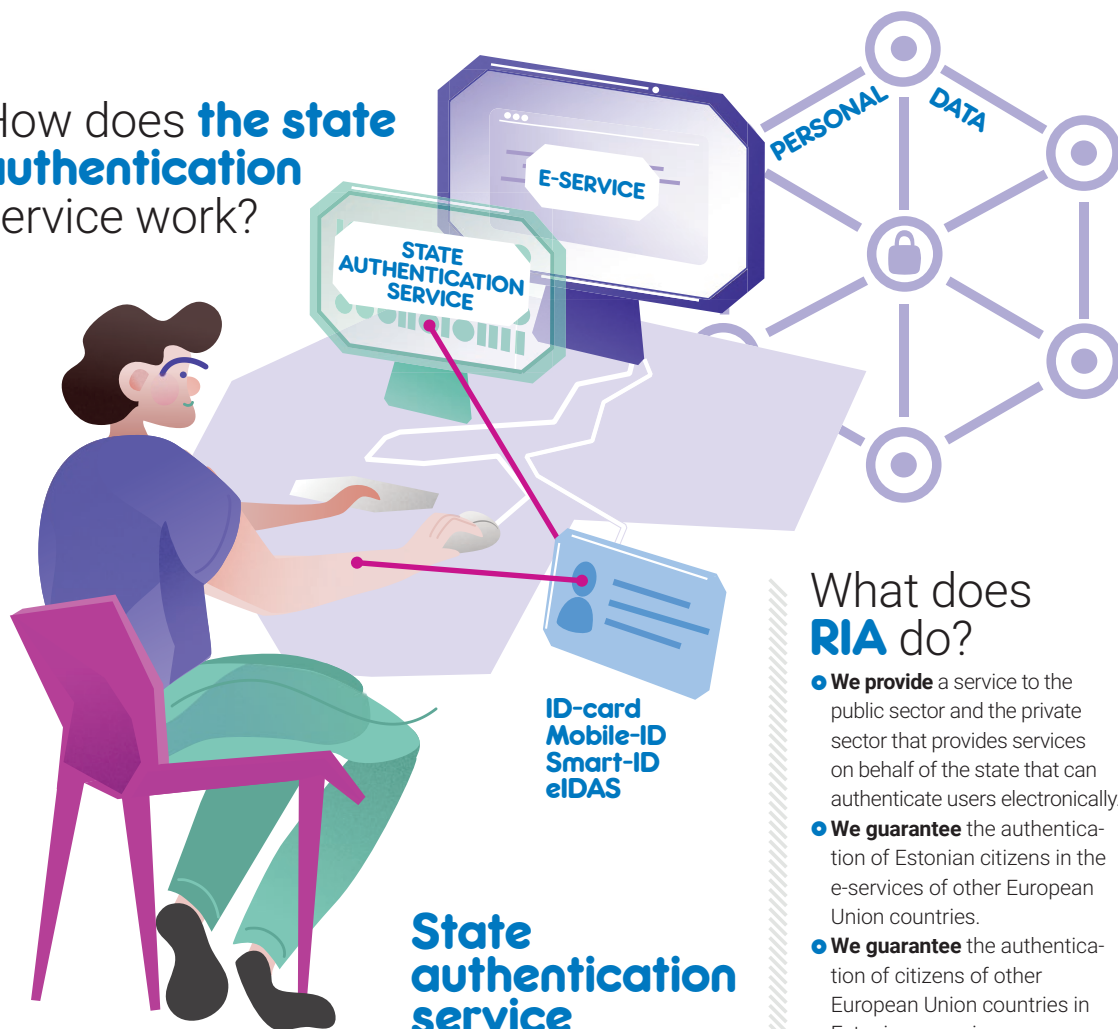 How does the state
authentication
service work?
PERSONAL DATA
E-SERVICE
STATE
AUTHENTICATION
SERVICE
ID-card
Mobile-ID
Smart-ID
eIDAS
State
authentication
service
What does
RIA do?
We provide a service to the
public sector and the private
sector that provides services
on behalf of the state that can
authenticate users electronically.
We guarantee the authentica-
tion of Estonian citizens in the
e-services of other European
Union countries.
We guarantee the authentica-
tion of citizens of other
European Union countries in